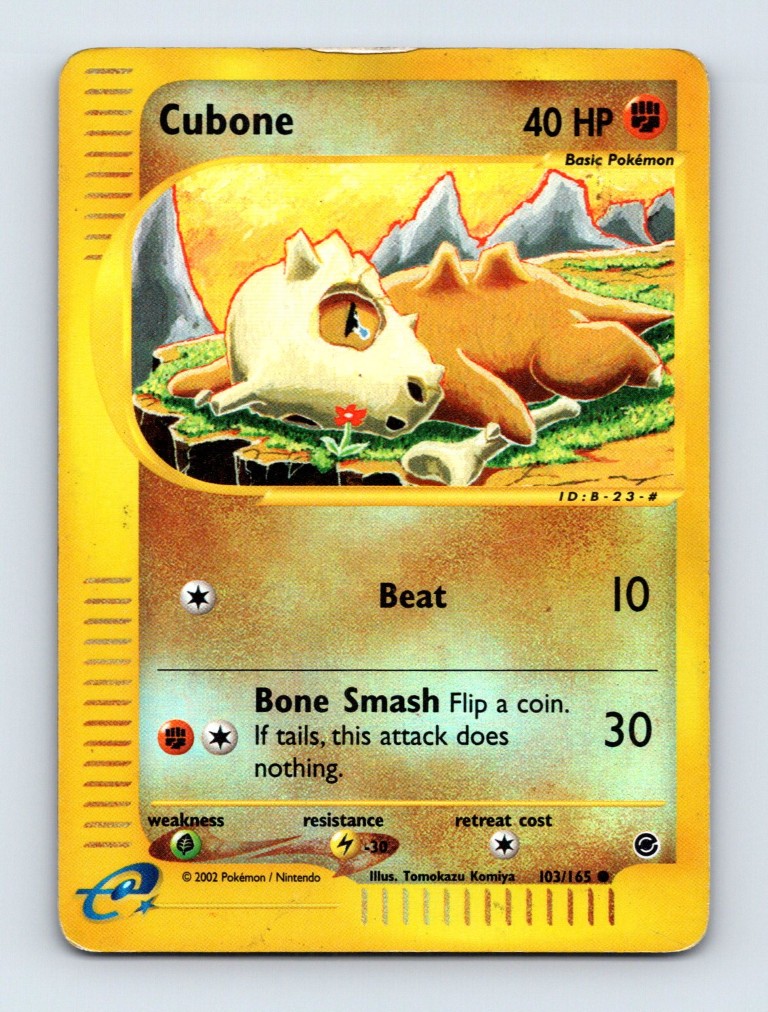 Cubone 40 HP
Basic Pokémon
ID:B-23-#
Beat 10
Bone Smash Flip a coin.
If tails, this attack does
nothing.
30
weakness resistance retreat cost
-30
© 2002 Pokémon / Nintendo Illus. Tomokazu Komiya 103/165